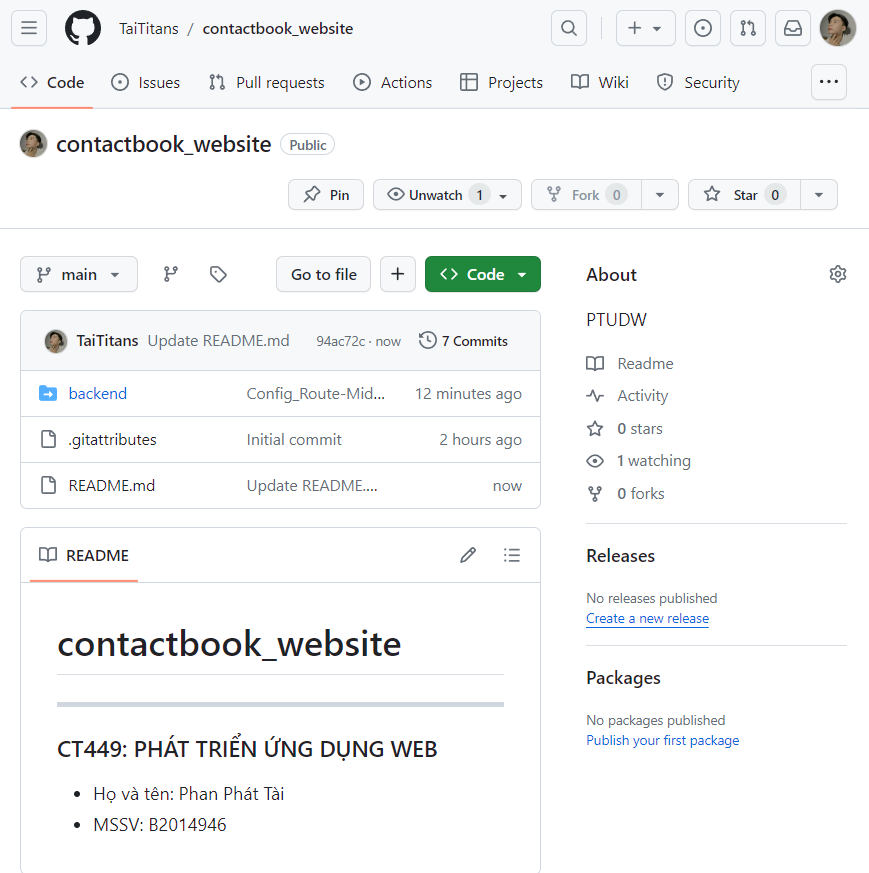 TaiTitans / contactbook_website
Code Issues Pull requests Actions Projects Wiki Security
contactbook_website Public
Pin Unwatch 1 Fork 0 Star 0
main Go to file + Code
TaiTitans Update README.md 94ac72c · now 7 Commits
backend Config_Route-Mid... 12 minutes ago
.gitattributes Initial commit 2 hours ago
README.md Update README.... now
README
contactbook_website
CT449: PHÁT TRIỂN ỨNG DỤNG WEB
Họ và tên: Phan Phát Tài
MSSV: B2014946
About
PTUDW
Readme
Activity
0 stars
1 watching
0 forks
Releases
No releases published
Create a new release
Packages
No packages published
Publish your first package